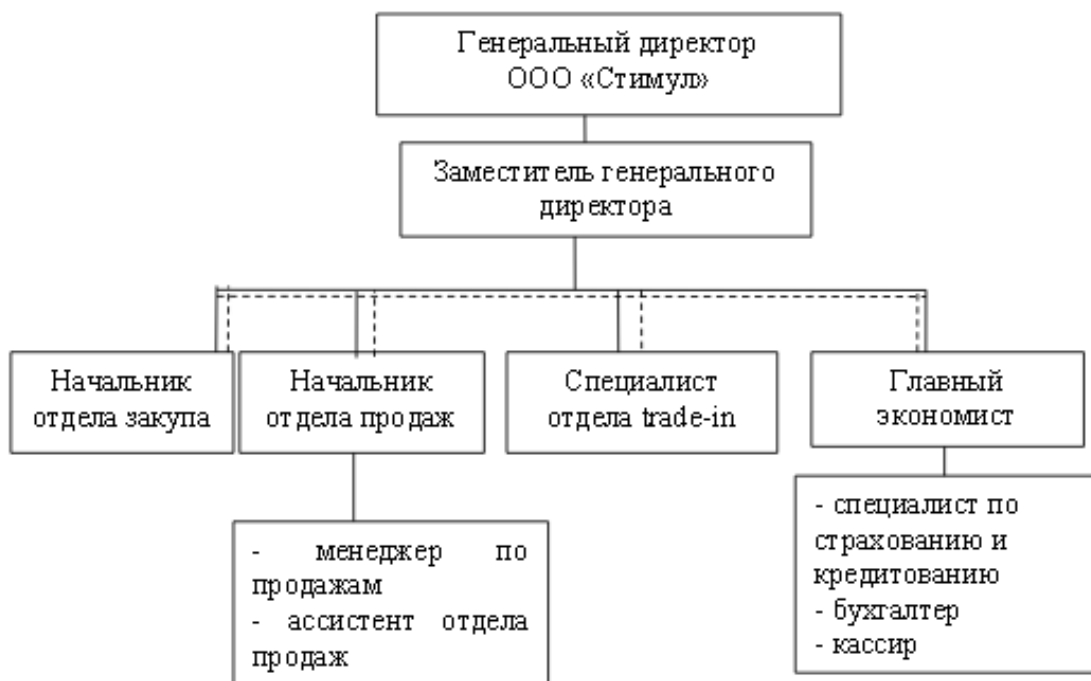 Генеральный директор
ООО «Стимул»
Заместитель генерального
директора
Начальник
отдела закупа
Начальник
отдела продаж
Специалист
отдела trade-in
Главный
экономист
- менеджер по
продажам
- ассистент отдела
продаж
- специалист по
страхованию и
кредитованию
- бухгалтер
- кассир